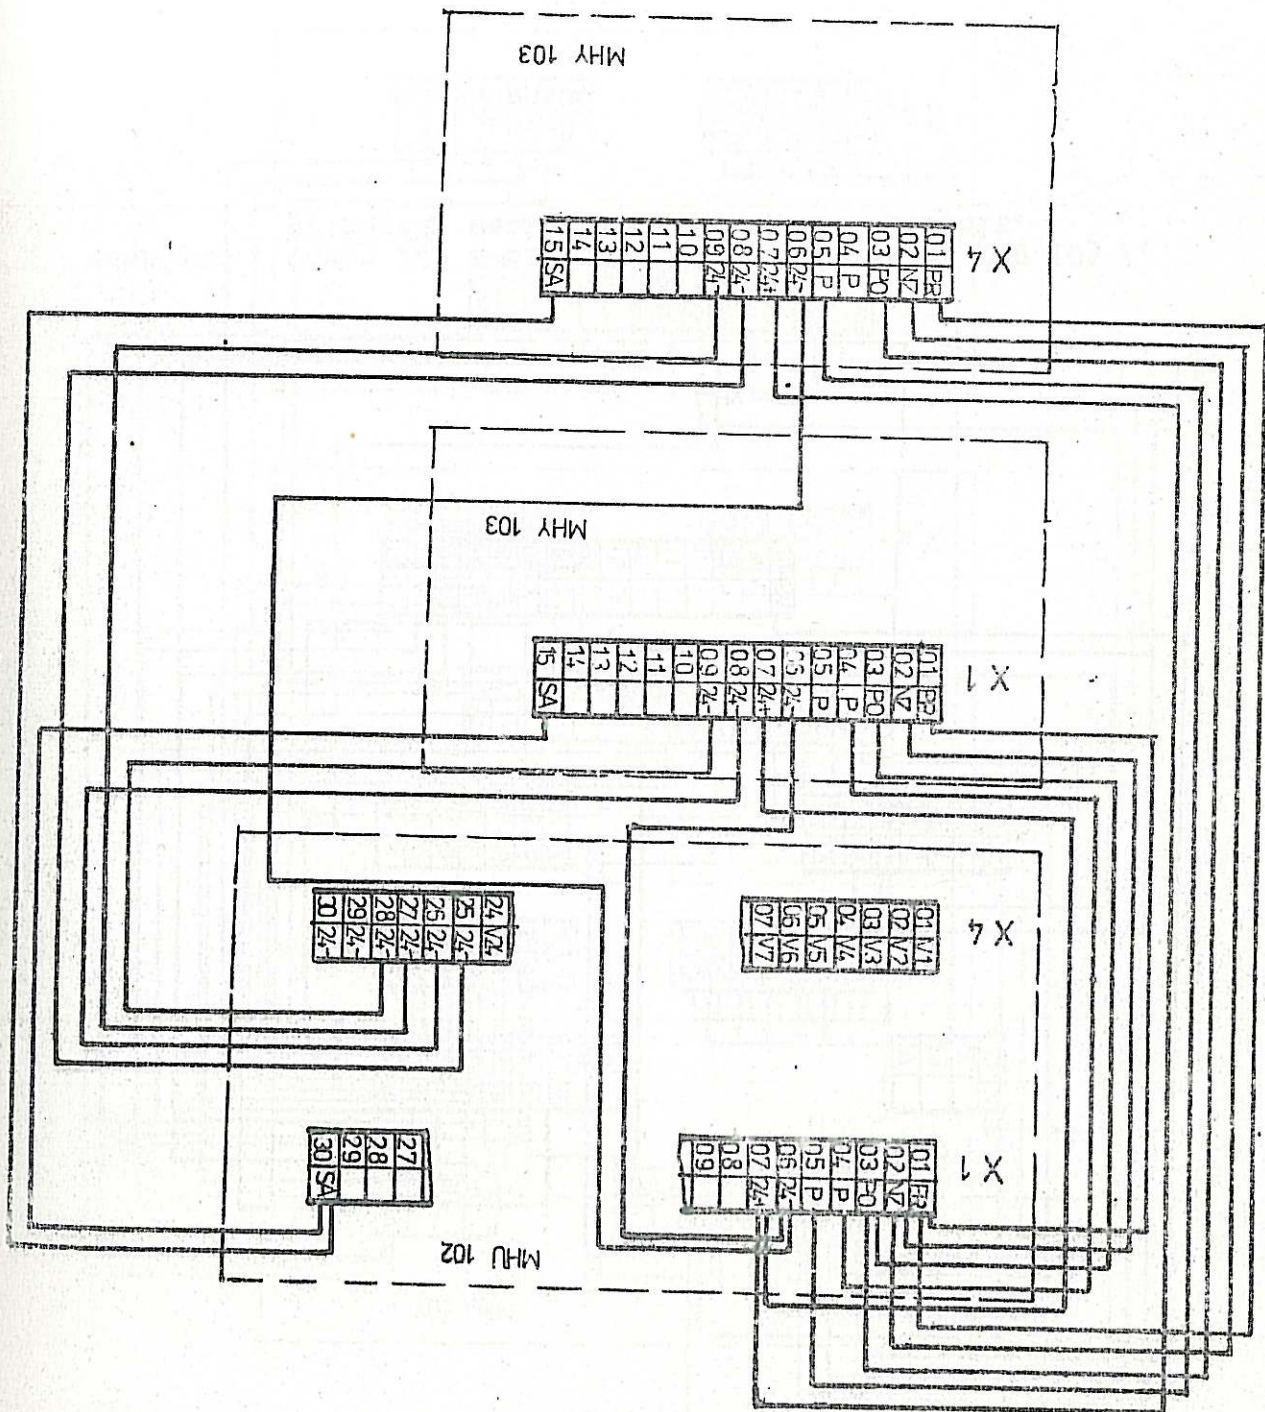 MHY 103
X 4
01 PR
02 NZ
03 PO
04 P
05 P
06 24-
07 24+
08 24-
09 24-
10
11
12
13
14
15 SA
MHY 103
X 1
01 PR
02 NZ
03 PO
04 P
05 P
06 24-
07 24+
08 24-
09 24-
10
11
12
13
14
15 SA
X 4
01 M1
02 V2
03 V3
04 V4
05 V5
06 V6
07 V7
24 V24
25 24-
26 24-
27 24-
28 24-
29 24-
30 24-
X 1
01 PR
02 NZ
03 PO
04 P
05 P
06 24-
07 24+
08
09
27
28
29
30 SA
MHU 102